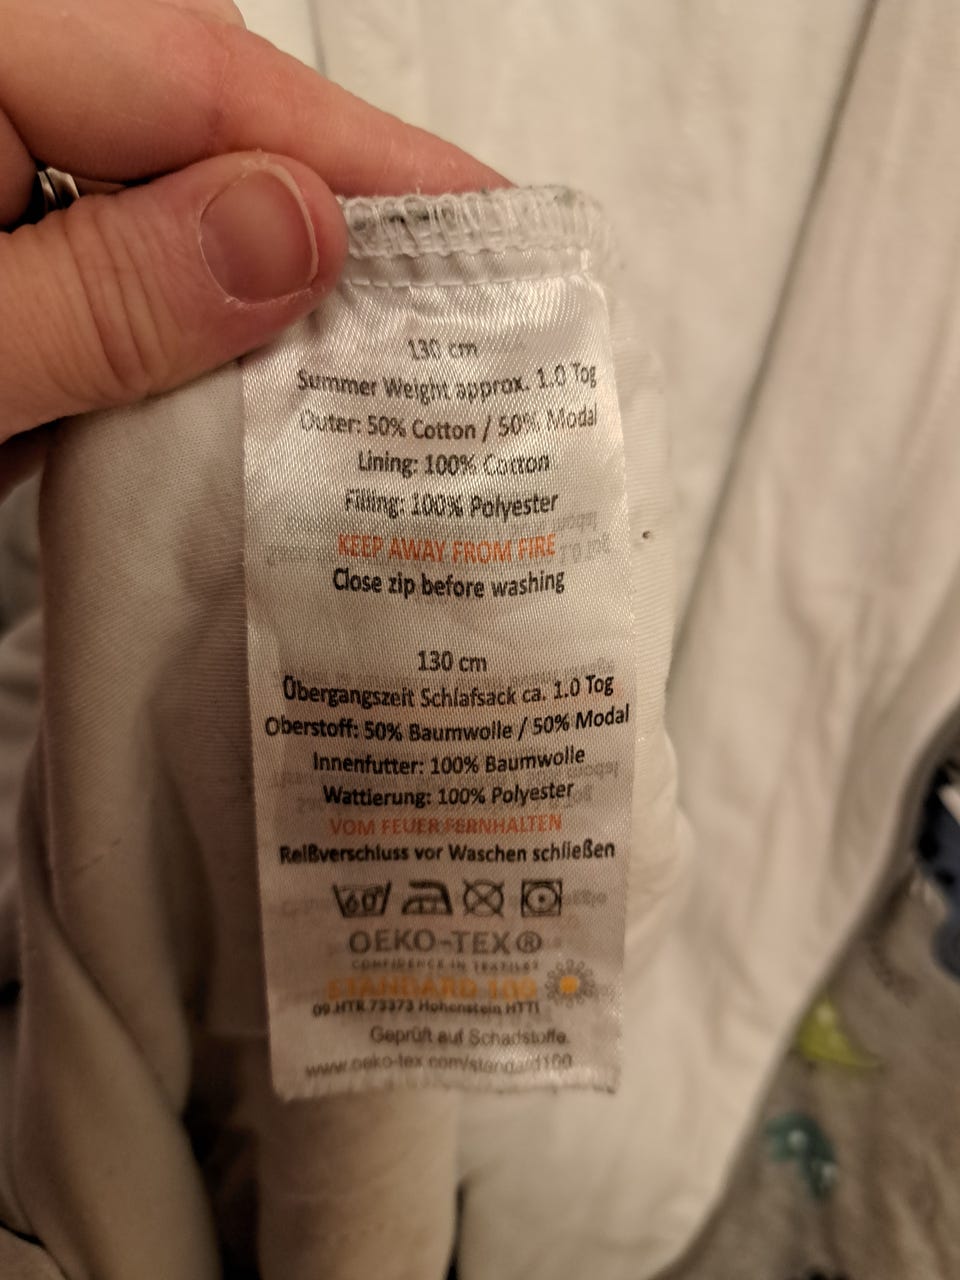 130 cm
Summer Weight approx. 1.0 Tog
Outer: 50% Cotton / 50% Modal
Lining: 100% Cotton
Filling: 100% Polyester
KEEP AWAY FROM FIRE
Close zip before washing
130 cm
Übergangszeit Schlafsack ca. 1.0 Tog
Oberstoff: 50% Baumwolle / 50% Modal
Innenfutter: 100% Baumwolle
Wattierung: 100% Polyester
VOM FEUER FERNHALTEN
Reißverschluss vor Waschen schließen
60
OEKO-TEX®
CONFIDENCE IN TEXTILES
STANDARD 100
09.HTR.73373 Hohenstein HTTI
Geprüft auf Schadstoffe.
www.oeko-tex.com/standard100